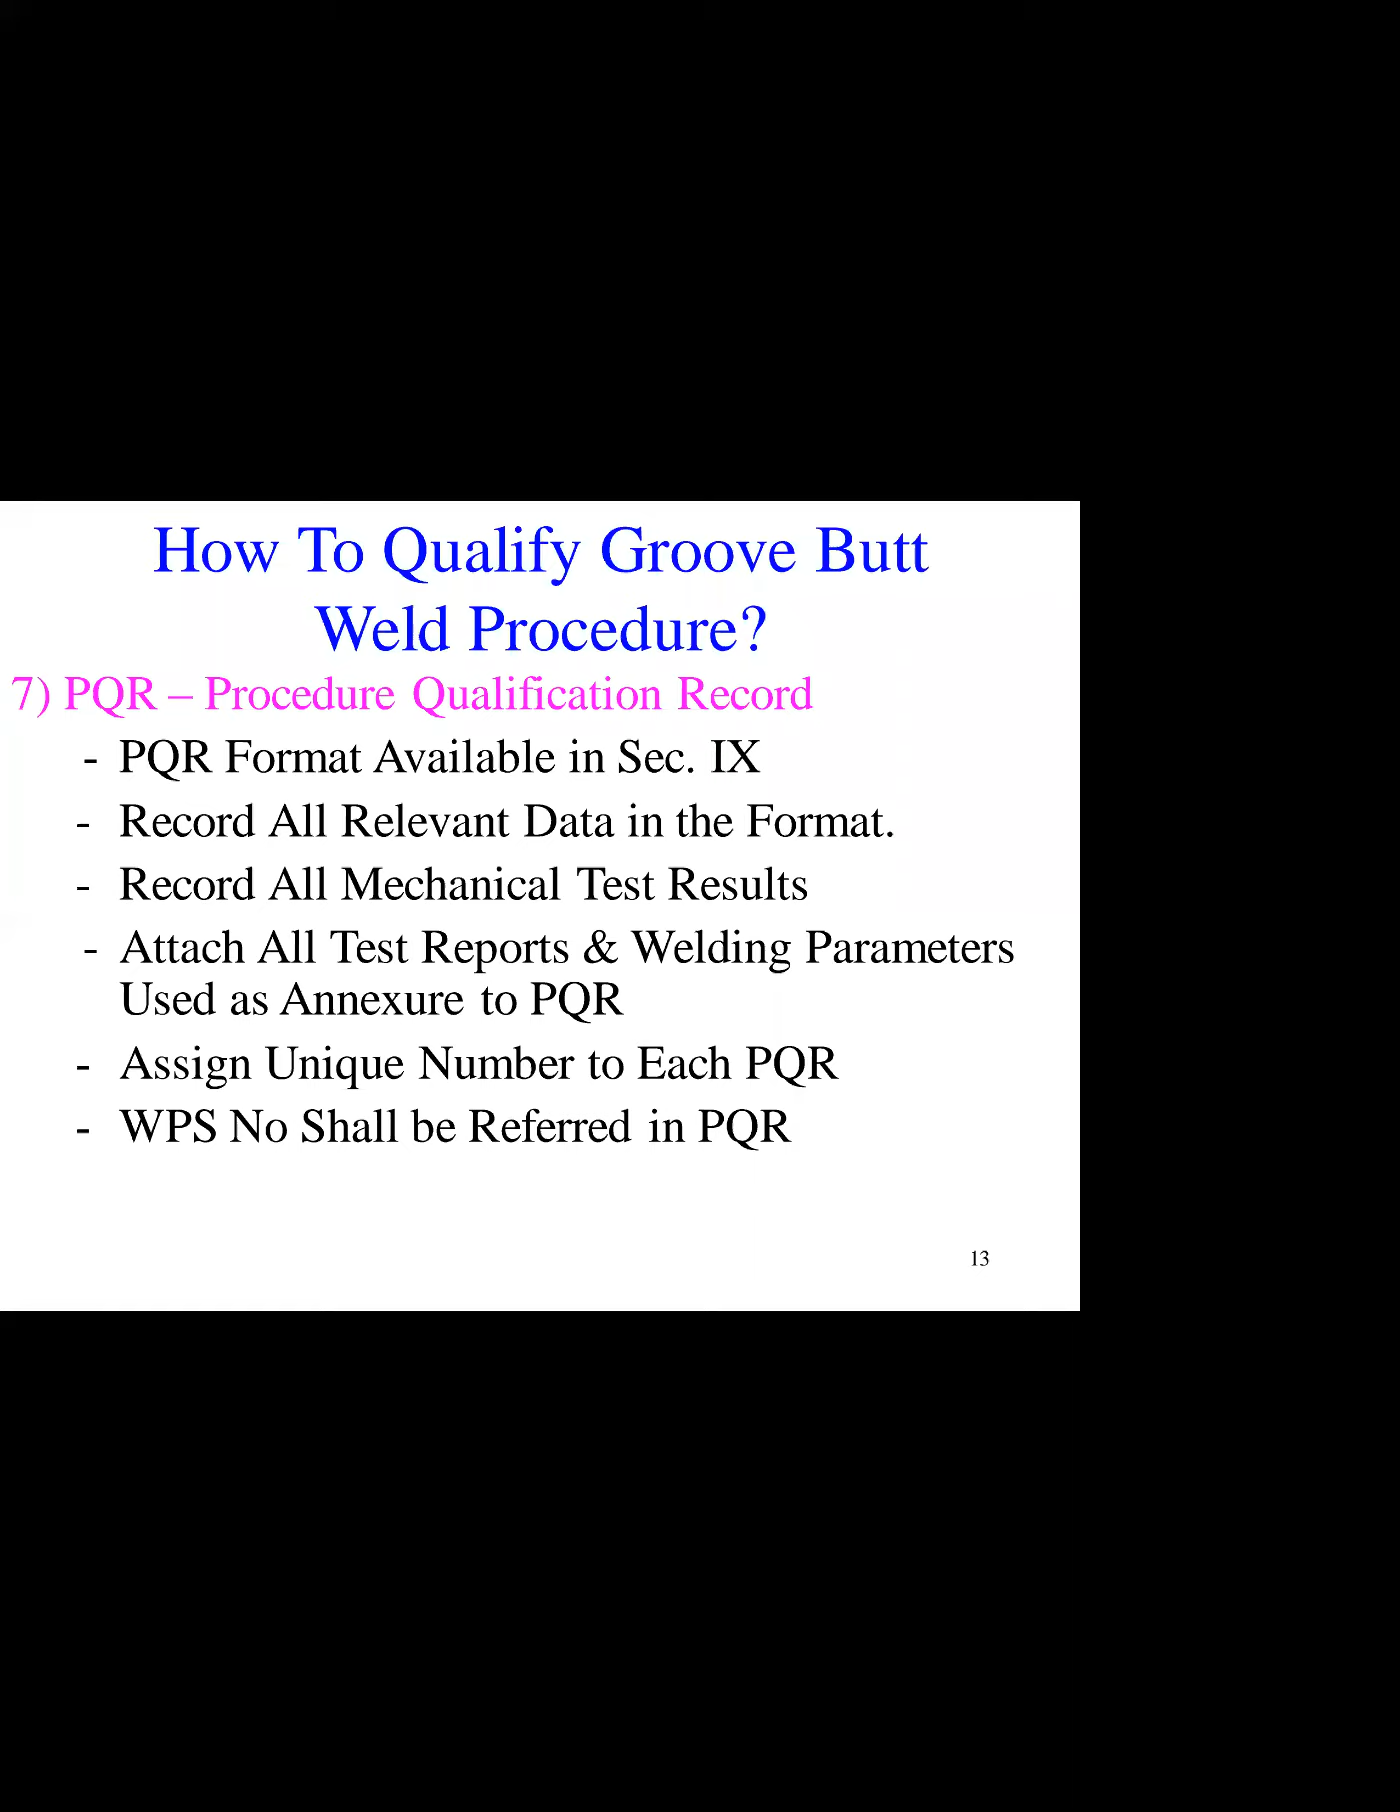 How To Qualify Groove Butt
Weld Procedure?
7) PQR – Procedure Qualification Record
- PQR Format Available in Sec. IX
- Record All Relevant Data in the Format.
- Record All Mechanical Test Results
- Attach All Test Reports & Welding Parameters
Used as Annexure to PQR
- Assign Unique Number to Each PQR
- WPS No Shall be Referred in PQR
13